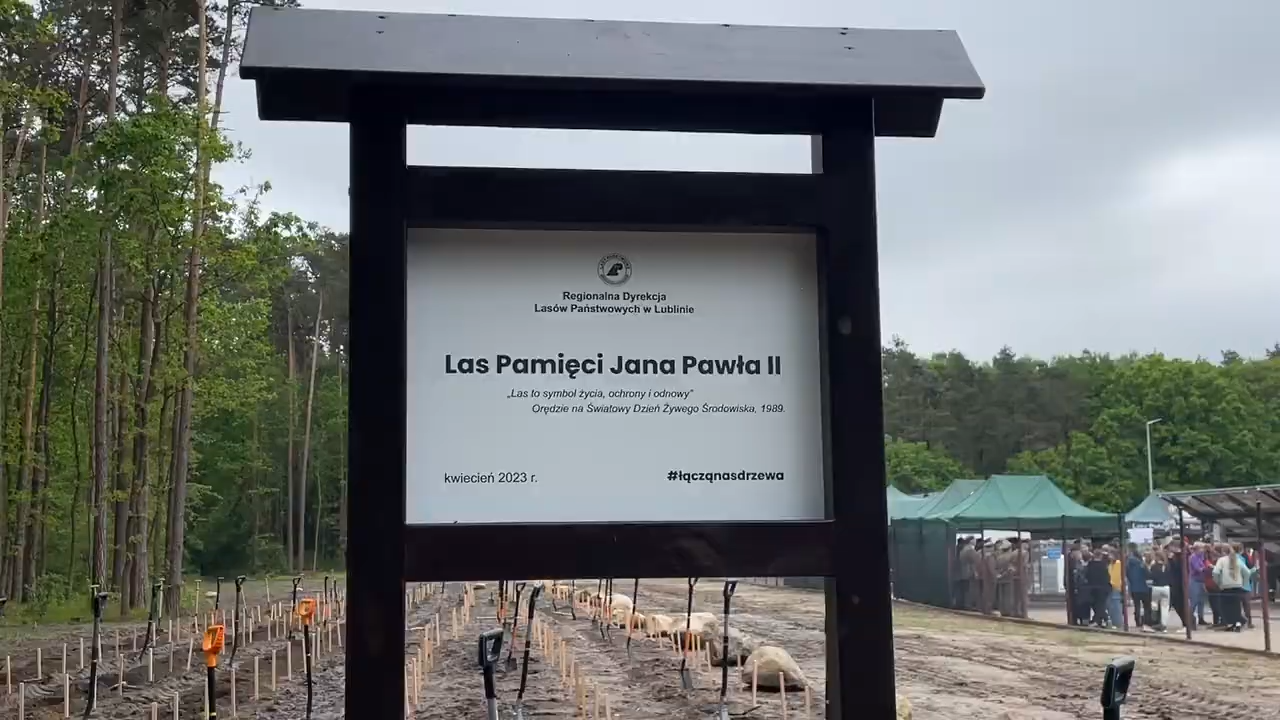 Regionalna Dyrekcja
Lasów Państwowych w Lublinie
Las Pamięci Jana Pawła II
„Las to symbol życia, ochrony i odnowy"
Orędzie na Światowy Dzień Żywego Środowiska, 1989.
kwiecień 2023 r.
#łącząnasdrzewa